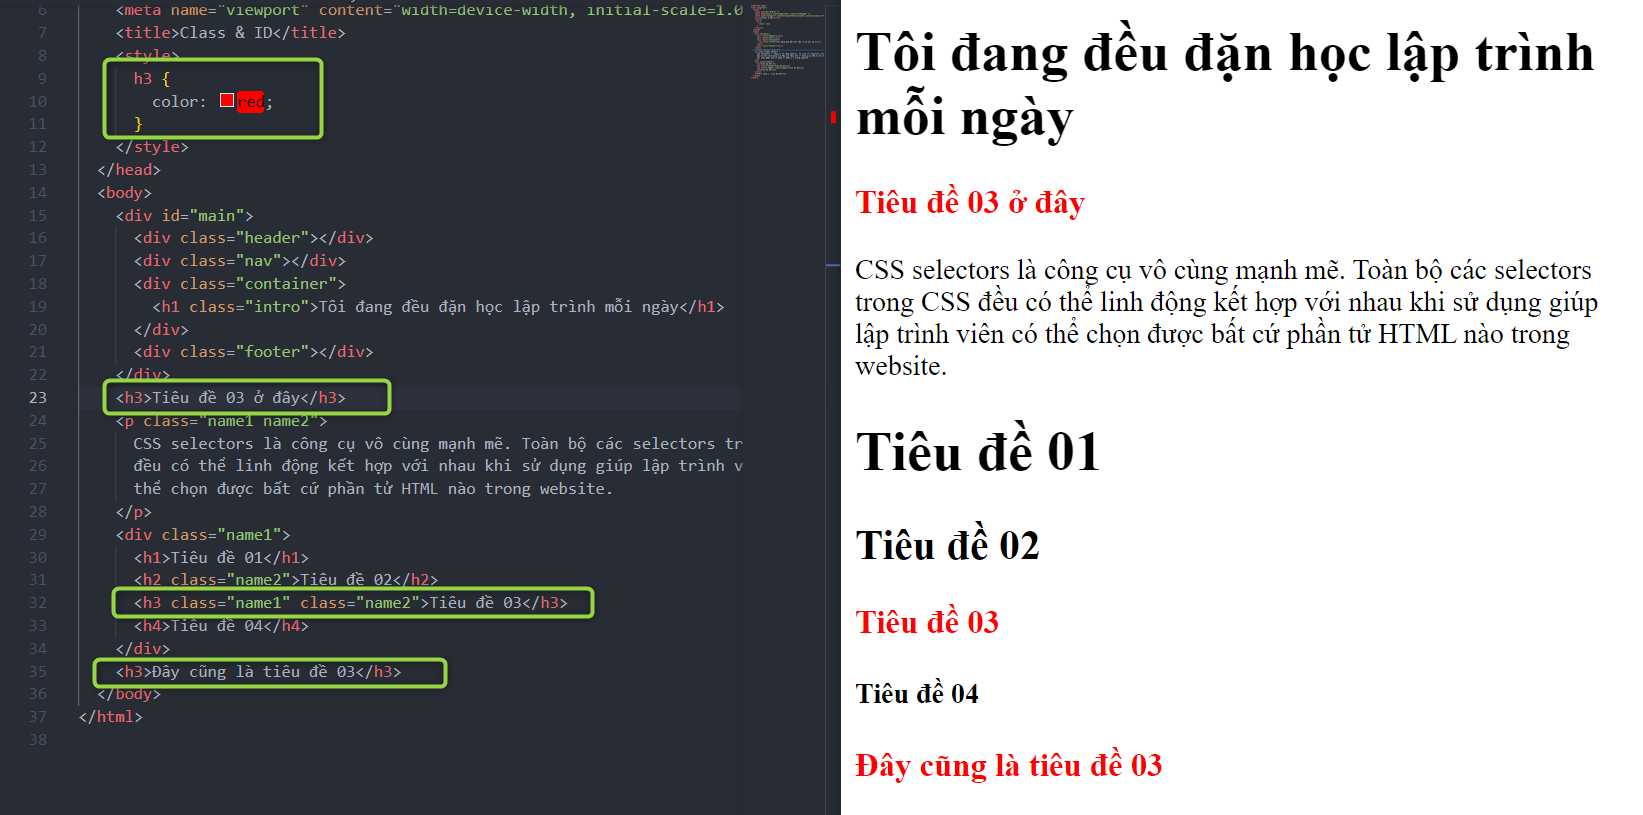 6 <meta name="viewport" content="width=device-width, initial-scale=1.0
7 <title>Class & ID</title>
8 <style>
9 h3 {
10 color: red;
11 }
12 </style>
13 </head>
14 <body>
15 <div id="main">
16 <div class="header"></div>
17 <div class="nav"></div>
18 <div class="container">
19 <h1 class="intro">Tôi đang đều đặn học lập trình mỗi ngày</h1>
20 </div>
21 <div class="footer"></div>
22 </div>
23 <h3>Tiêu đề 03 ở đây</h3>
24 <p class="name1 name2">
25 CSS selectors là công cụ vô cùng mạnh mẽ. Toàn bộ các selectors tr
26 đều có thể linh động kết hợp với nhau khi sử dụng giúp lập trình v
27 thể chọn được bất cứ phần tử HTML nào trong website.
28 </p>
29 <div class="name1">
30 <h1>Tiêu đề 01</h1>
31 <h2 class="name2">Tiêu đề 02</h2>
32 <h3 class="name1" class="name2">Tiêu đề 03</h3>
33 <h4>Tiêu đề 04</h4>
34 </div>
35 <h3>Đây cũng là tiêu đề 03</h3>
36 </body>
37 </html>
38
Tôi đang đều đặn học lập trình
mỗi ngày
Tiêu đề 03 ở đây
CSS selectors là công cụ vô cùng mạnh mẽ. Toàn bộ các selectors
trong CSS đều có thể linh động kết hợp với nhau khi sử dụng giúp
lập trình viên có thể chọn được bất cứ phần tử HTML nào trong
website.
Tiêu đề 01
Tiêu đề 02
Tiêu đề 03
Tiêu đề 04
Đây cũng là tiêu đề 03